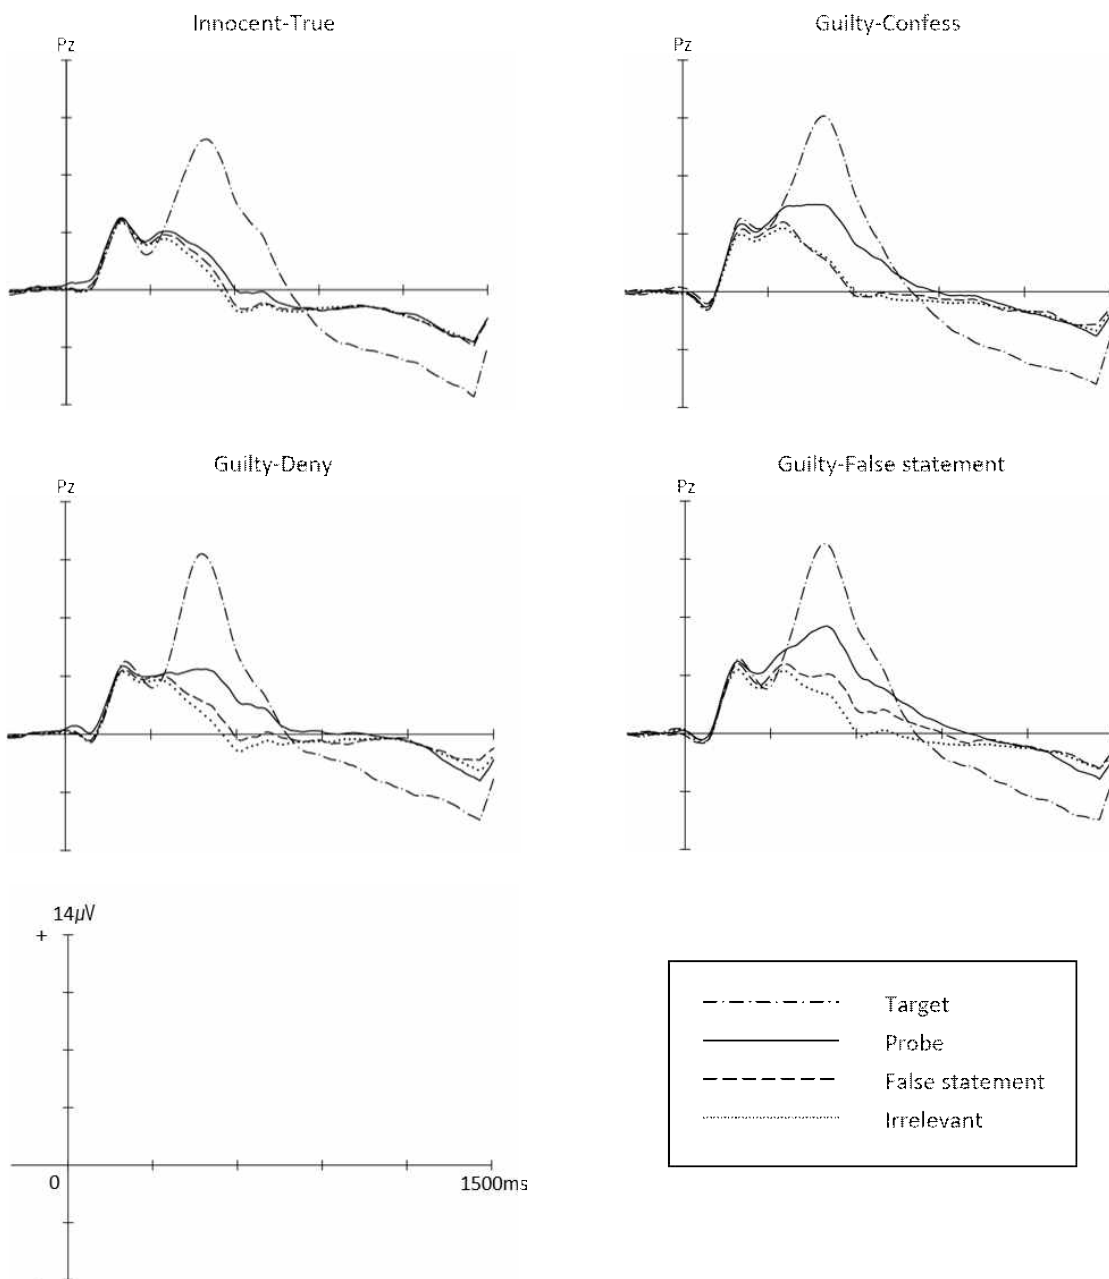 Innocent-True
Pz
Guilty-Confess
Pz
Guilty-Deny
Pz
Guilty-False statement
Pz
14μV
+
0
1500ms
Target
Probe
False statement
Irrelevant